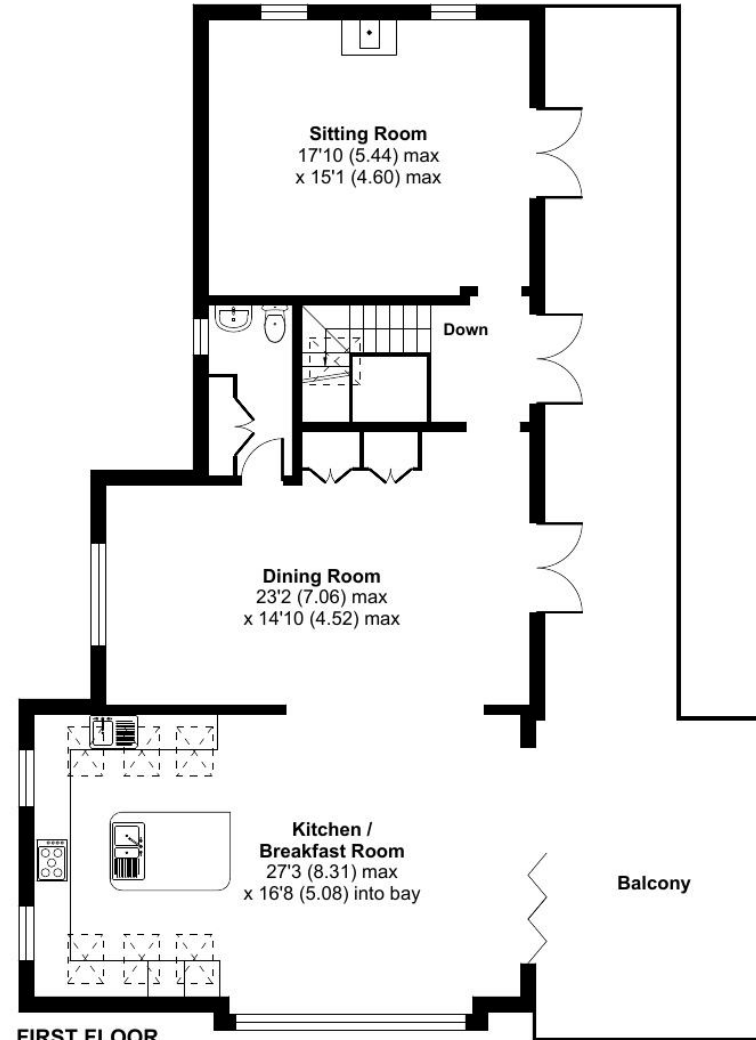 Sitting Room
17'10 (5.44) max
x 15'1 (4.60) max
Down
Dining Room
23'2 (7.06) max
x 14'10 (4.52) max
Kitchen /
Breakfast Room
27'3 (8.31) max
x 16'8 (5.08) into bay
Balcony
FIRST FLOOR